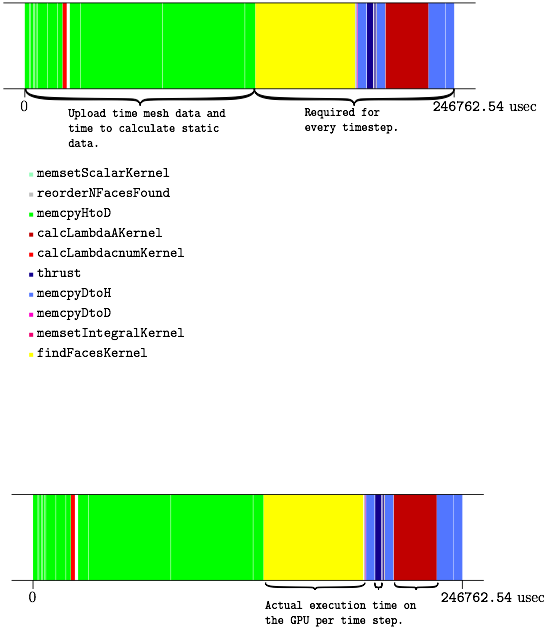 0
246762.54 usec
Upload time mesh data and
time to calculate static
data.
Required for
every timestep.
memsetScalarKernel
reorderNFacesFound
memcpyHtoD
calcLambdaAKernel
calcLambdacnumKernel
thrust
memcpyDtoH
memcpyDtoD
memsetIntegralKernel
findFacesKernel
0
246762.54 usec
Actual execution time on
the GPU per time step.